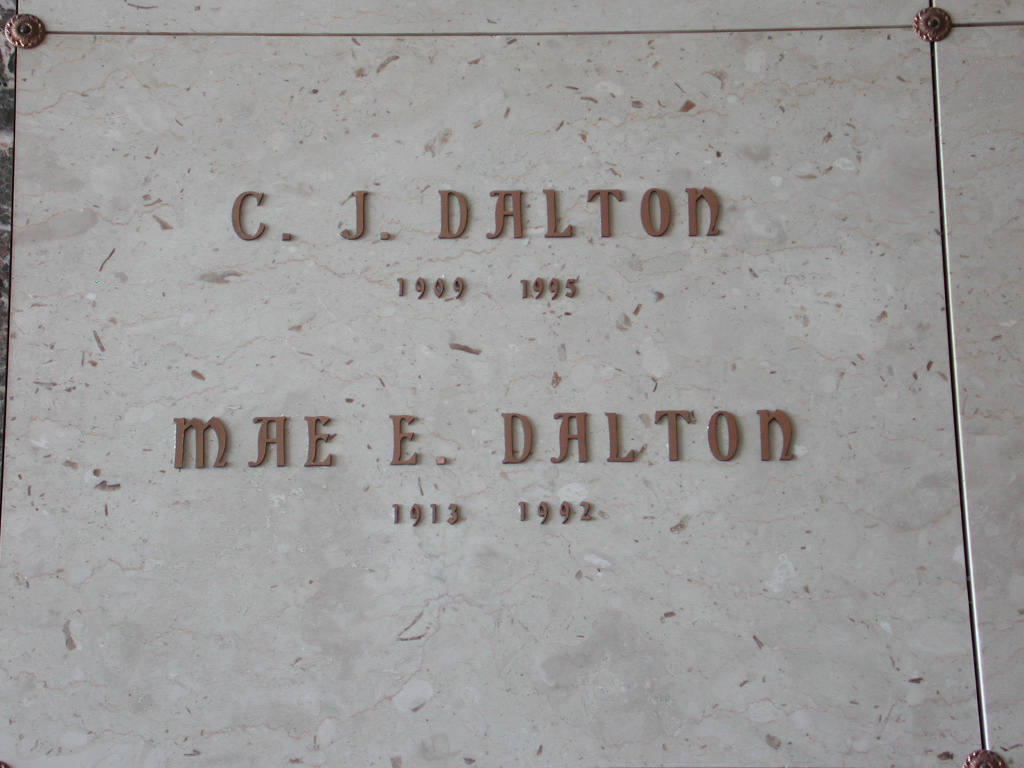 C. J. DALTON
1909 1995
MAE E. DALTON
1913 1992